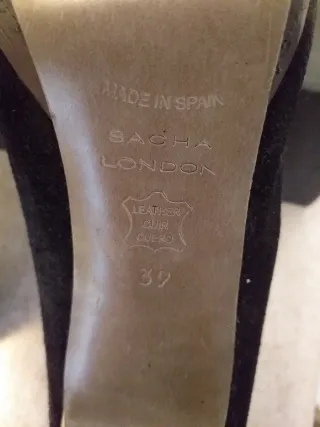 MADE IN SPAIN
SACHA
LONDON
LEATHER
CUIR
CUERO
39